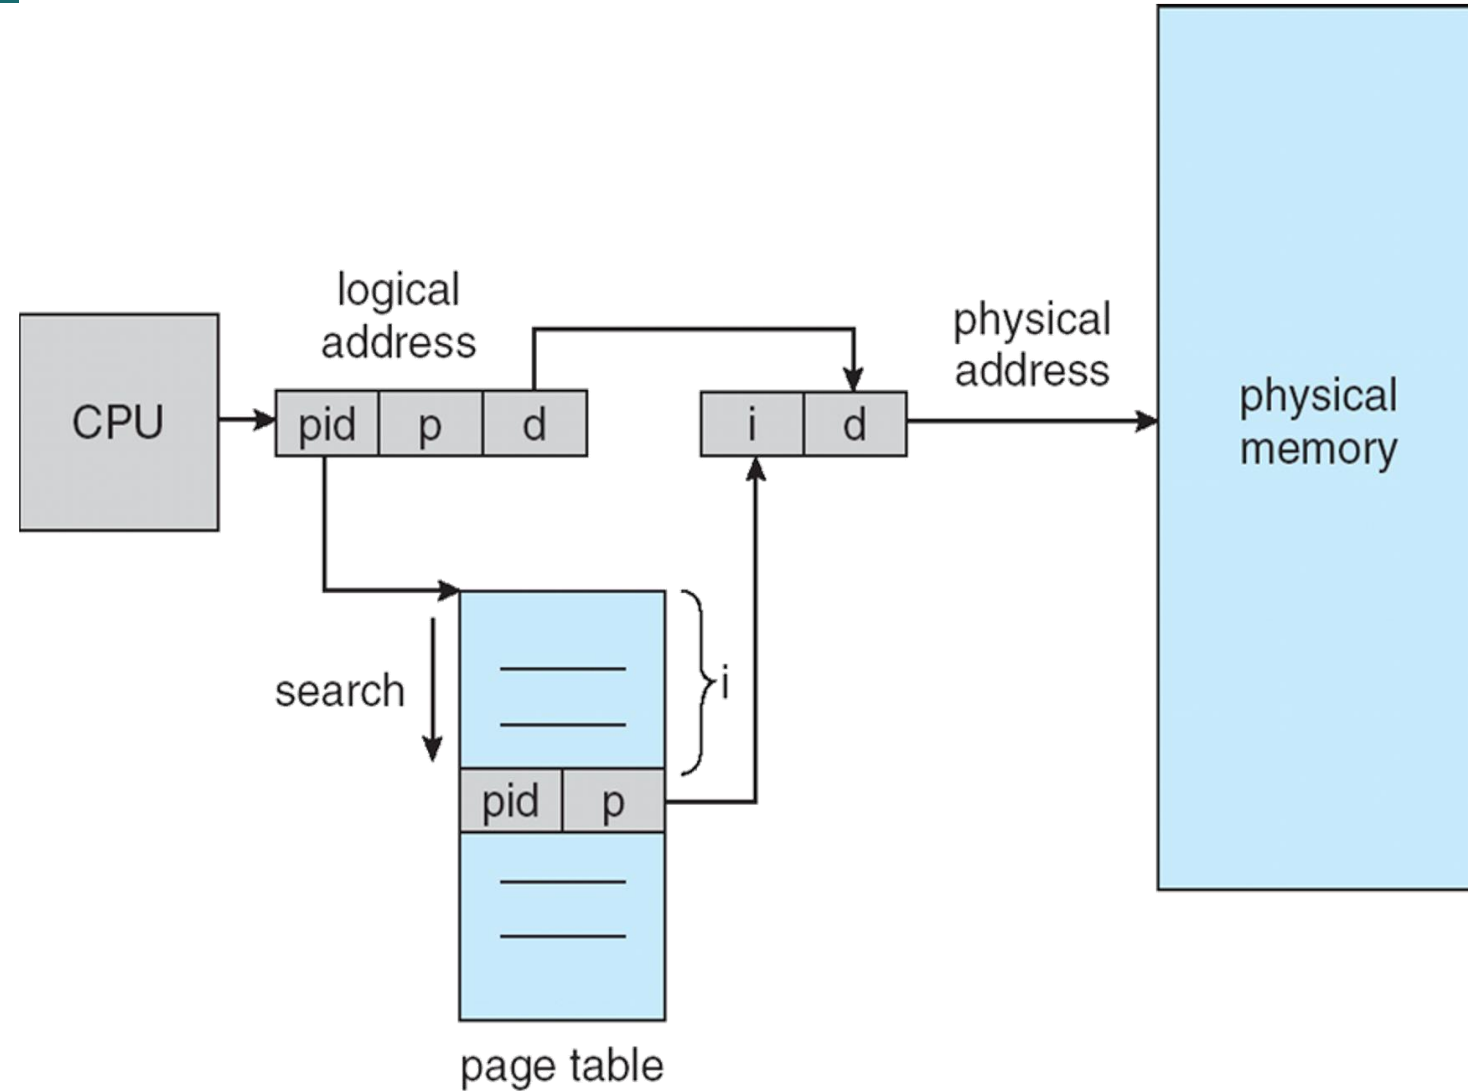 logical
address
physical
address
CPU
pid
p
d
i
d
physical
memory
search
i
pid
p
page table